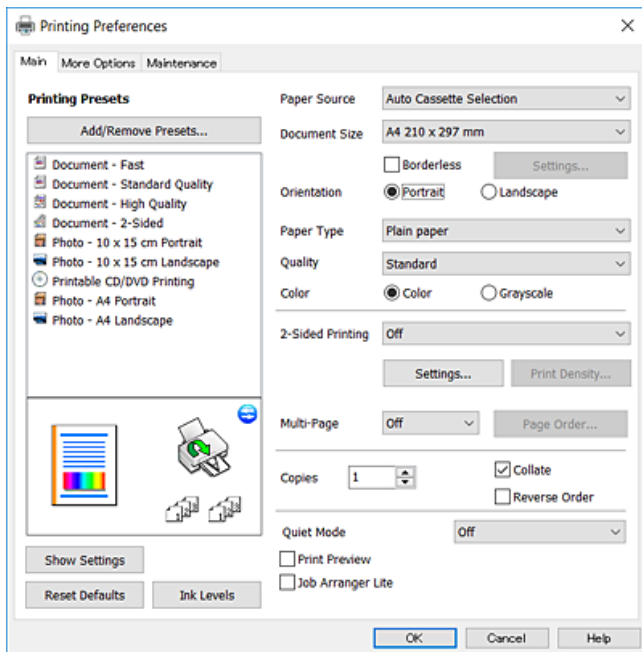 Printing Preferences
Main More Options Maintenance
Printing Presets
Add/Remove Presets...
Document - Fast
Document - Standard Quality
Document - High Quality
Document - 2-Sided
Photo - 10 x 15 cm Portrait
Photo - 10 x 15 cm Landscape
Printable CD/DVD Printing
Photo - A4 Portrait
Photo - A4 Landscape
Show Settings
Reset Defaults Ink Levels
Paper Source Auto Cassette Selection
Document Size A4 210 x 297 mm
Borderless Settings...
Orientation Portrait Landscape
Paper Type Plain paper
Quality Standard
Color Color Grayscale
2-Sided Printing Off
Settings... Print Density...
Multi-Page Off Page Order...
Copies 1 Collate
Reverse Order
Quiet Mode Off
Print Preview
Job Arranger Lite
OK Cancel Help